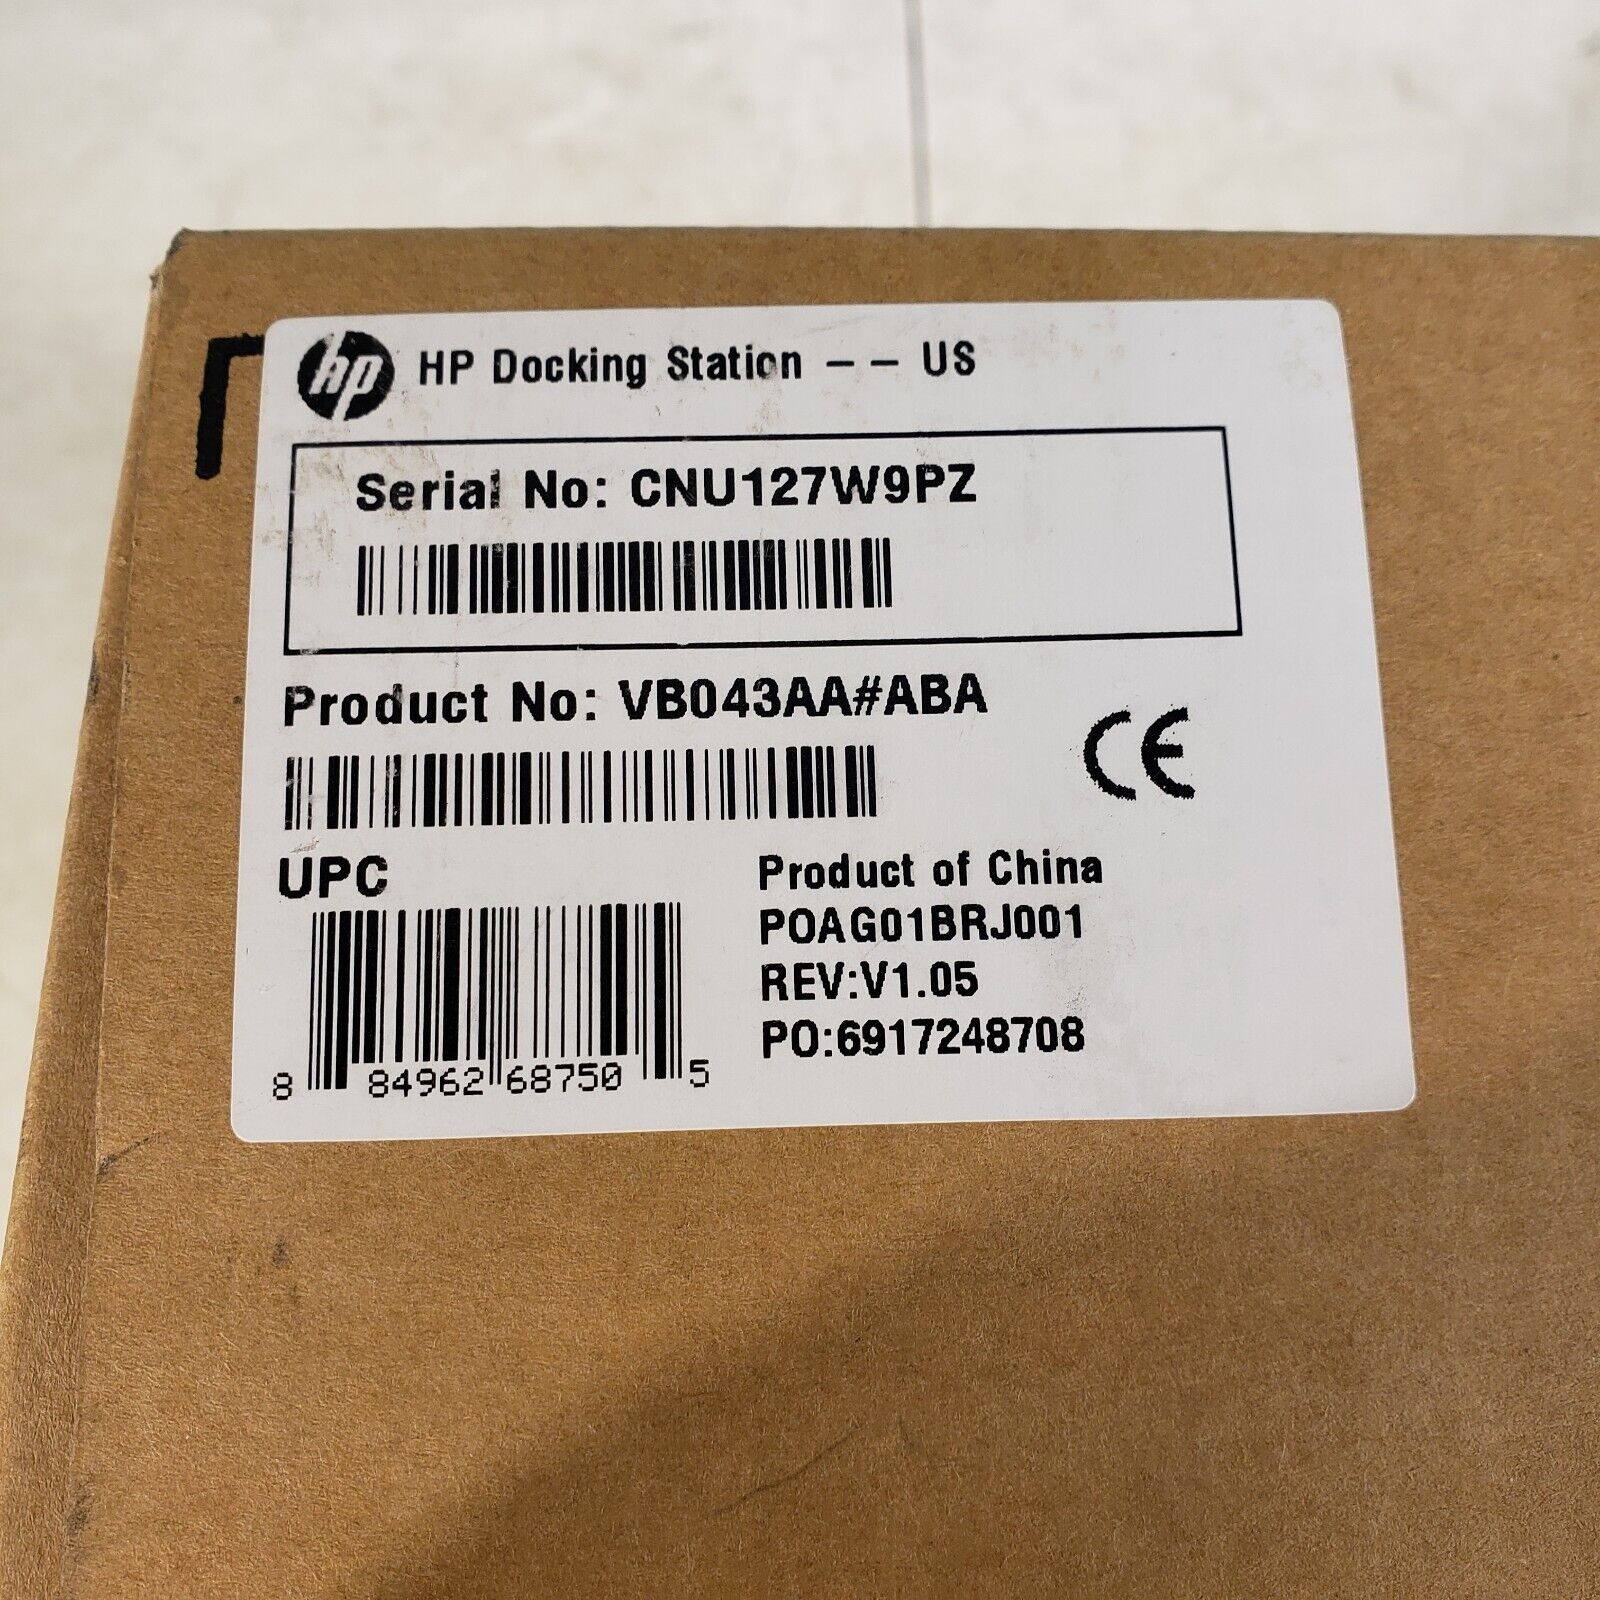 hp HP Docking Station -- US
Serial No: CNU127W9PZ
Product No: VB043AA#ABA
CE
UPC
8 84962 68750 5
Product of China
POAG01BRJ001
REV:V1.05
PO:6917248708